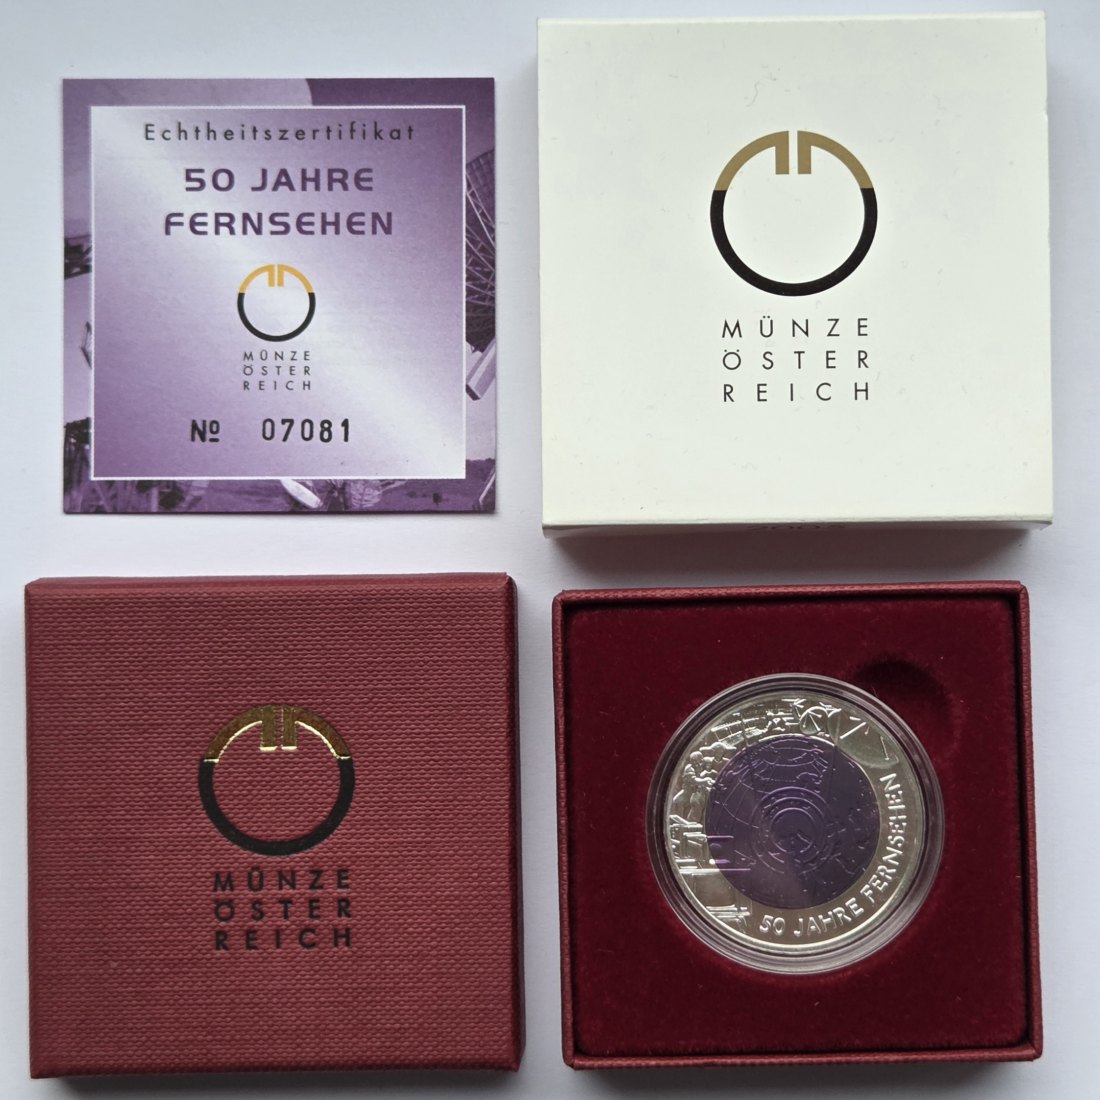 Echtheitszertifikat
50 JAHRE
FERNSEHEN
MÜNZE
ÖSTER
REICH
Nº 07081
MÜNZE
ÖSTER
REICH
MÜNZE
ÖSTER
REICH
50 JAHRE FERNSEHEN